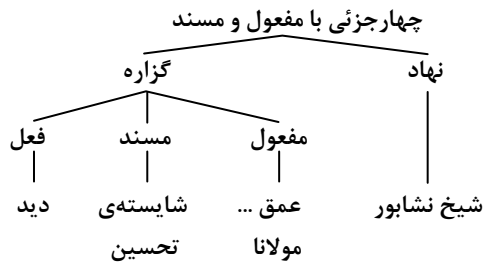 چهارجزئی با مفعول و مسند
نهاد گزاره
مفعول مسند فعل
شیخ نشابور عمق ... شایسته‌ی دید
مولانا تحسین